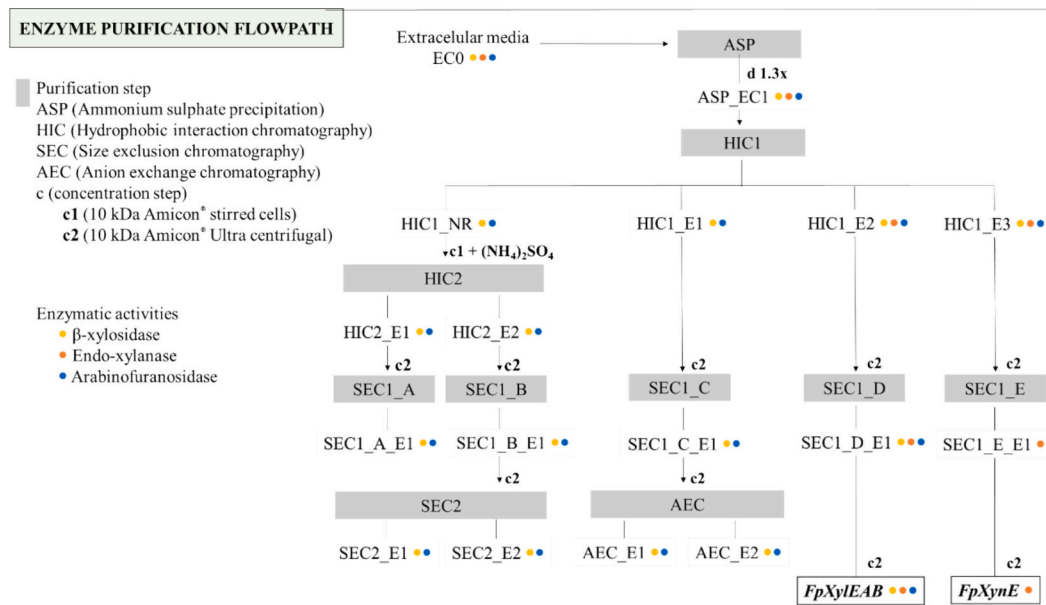 ENZYME PURIFICATION FLOWPATH
Extracelular media
EC0
ASP
d 1.3x
ASP_EC1
HIC1
Purification step
ASP (Ammonium sulphate precipitation)
HIC (Hydrophobic interaction chromatography)
SEC (Size exclusion chromatography)
AEC (Anion exchange chromatography)
c (concentration step)
c1 (10 kDa Amicon® stirred cells)
c2 (10 kDa Amicon® Ultra centrifugal)
Enzymatic activities
β-xylosidase
Endo-xylanase
Arabinofuranosidase
HIC1_NR HIC1_E1 HIC1_E2 HIC1_E3
c1 + (NH₄)₂SO₄
HIC2
HIC2_E1 HIC2_E2
c2 c2 c2 c2 c2
SEC1_A SEC1_B SEC1_C SEC1_D SEC1_E
SEC1_A_E1 SEC1_B_E1 SEC1_C_E1 SEC1_D_E1 SEC1_E_E1
c2 c2
SEC2 AEC
SEC2_E1 SEC2_E2 AEC_E1 AEC_E2
c2 c2
FpXylEAB FpXynE